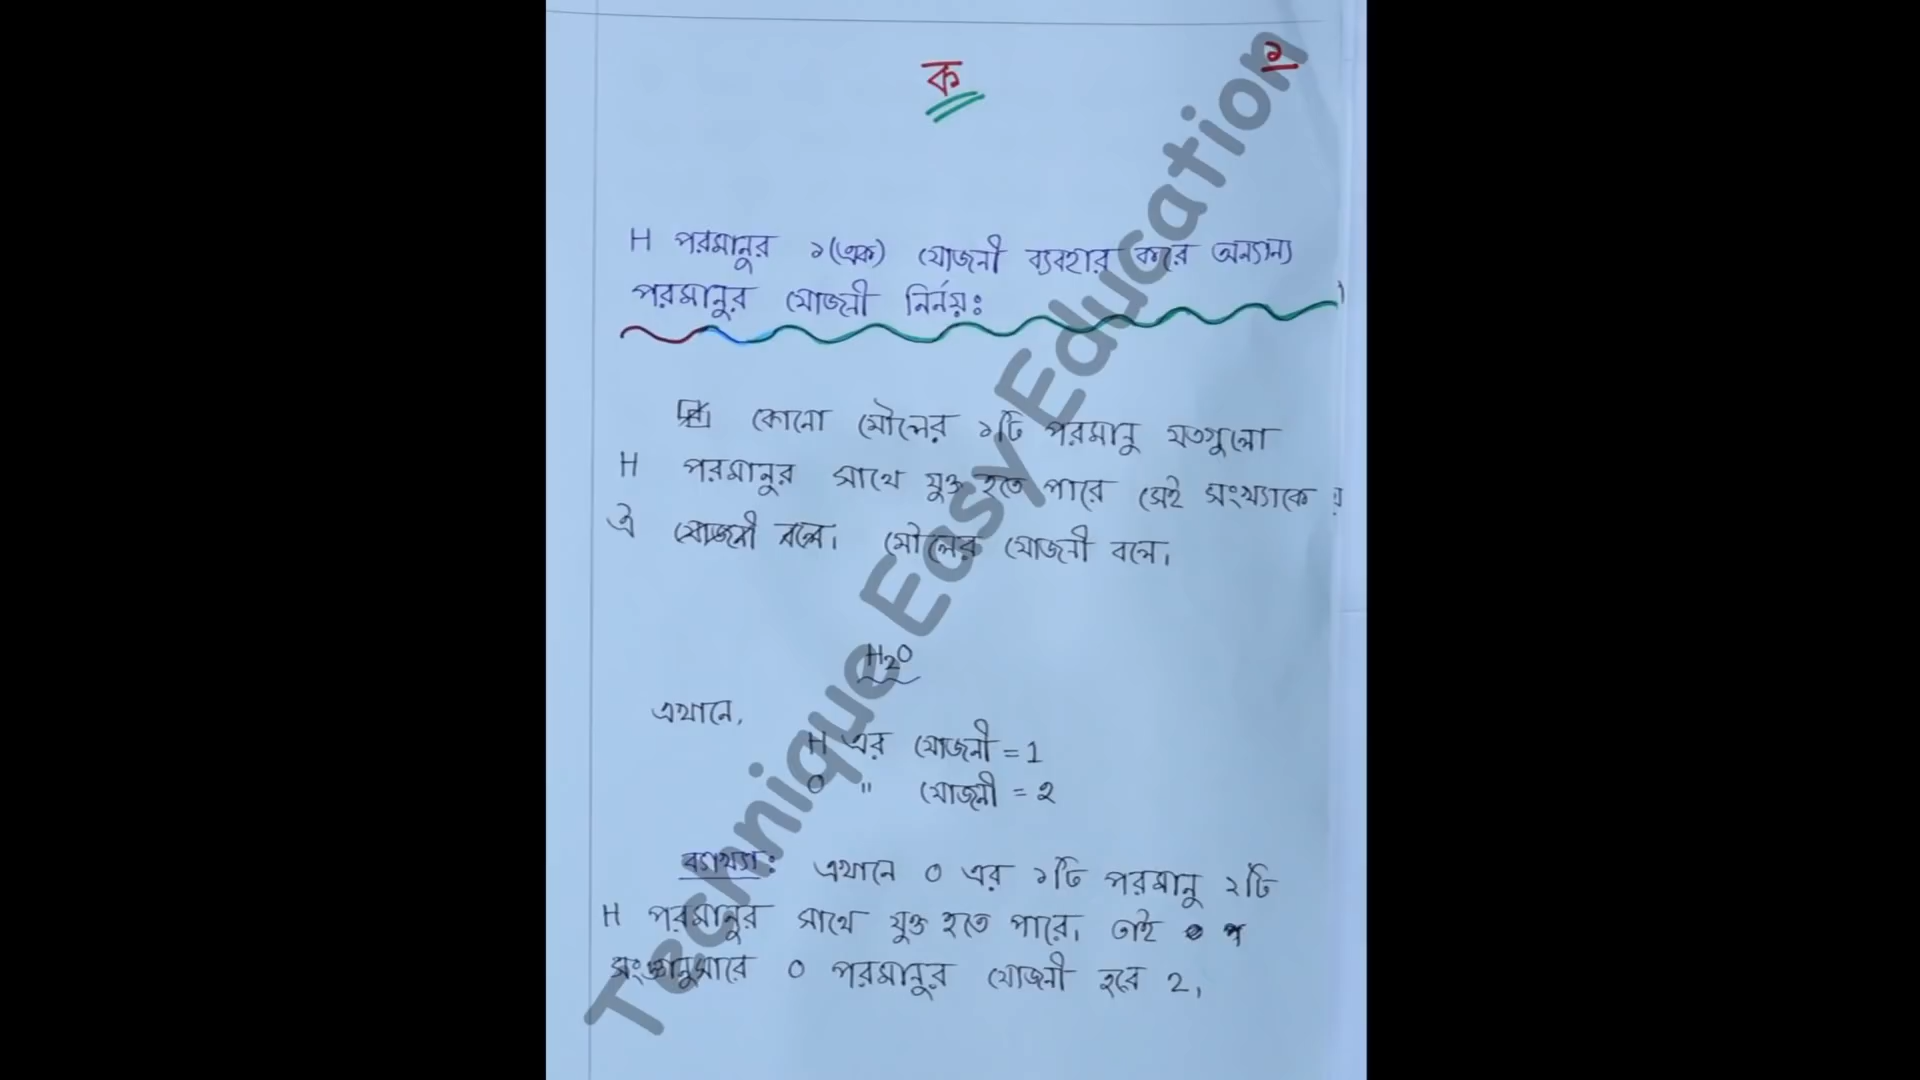 ক
১
H পরমানুর ১(এক) যোজনী ব্যবহার করে অন্যান্য
পরমানুর যোজনী নির্নয়ঃ
কোনো মৌলের ১টি পরমানু যতগুলো
H পরমানুর সাথে যুক্ত হতে পারে সেই সংখ্যাকে
ঐ যোজনী বলে। মৌলের যোজনী বলে।
H2O
এখানে,
H এর যোজনী = 1
O " যোজনী = 2
ব্যাখ্যাঃ এখানে O এর ১টি পরমানু ২টি
H পরমানুর সাথে যুক্ত হতে পারে। তাই
সংজ্ঞানুসারে O পরমানুর যোজনী হবে 2,
Technique Easy Education